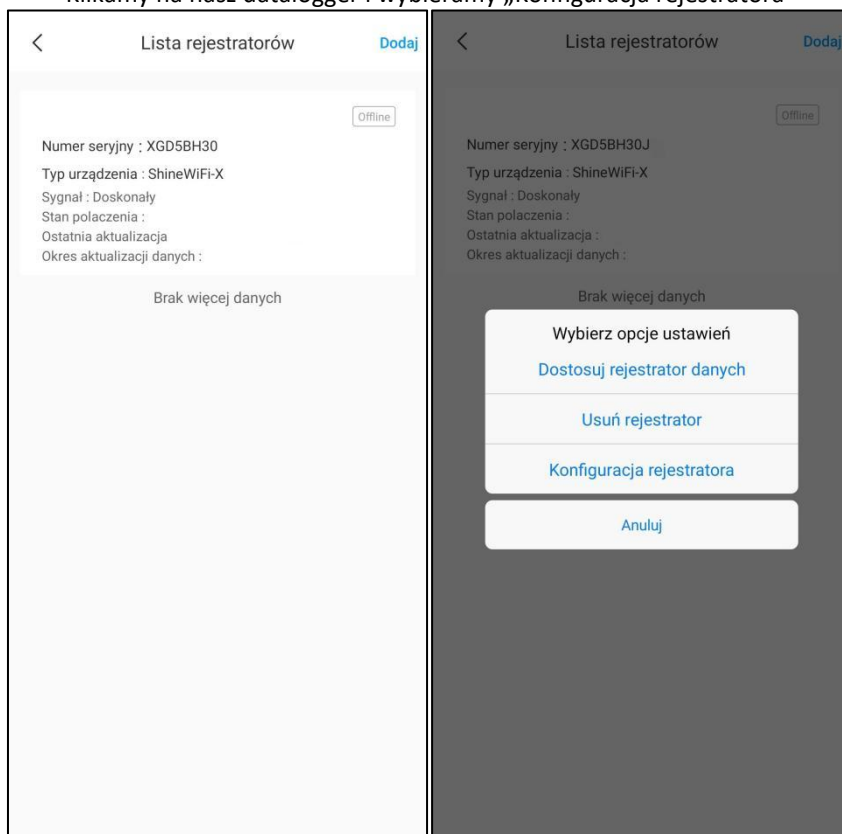 Klikamy na nasz datalogger i wybieramy „Konfiguracja rejestratora
Lista rejestratorów
Dodaj
Offline
Numer seryjny : XGD5BH30
Typ urządzenia : ShineWiFi-X
Sygnał : Doskonały
Stan polaczenia :
Ostatnia aktualizacja
Okres aktualizacji danych :
Brak więcej danych
Lista rejestratorów
Dodaj
Offline
Numer seryjny : XGD5BH30J
Typ urządzenia : ShineWiFi-X
Sygnał : Doskonały
Stan polaczenia :
Ostatnia aktualizacja :
Okres aktualizacji danych :
Brak więcej danych
Wybierz opcje ustawień
Dostosuj rejestrator danych
Usuń rejestrator
Konfiguracja rejestratora
Anuluj